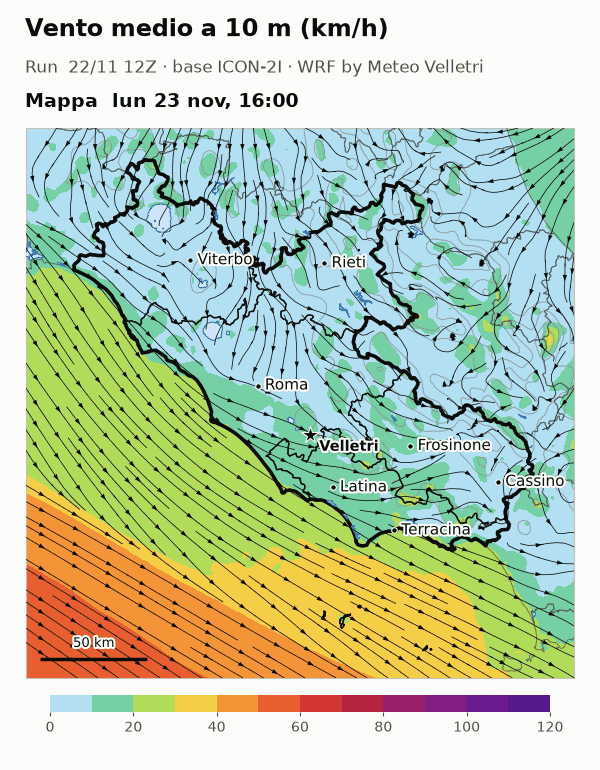 Vento medio a 10 m (km/h)
Run 22/11 12Z · base ICON-2I · WRF by Meteo Velletri
Mappa lun 23 nov, 16:00
Viterbo
Rieti
Roma
Velletri
Frosinone
Latina
Cassino
Terracina
50 km
0 20 40 60 80 100 120